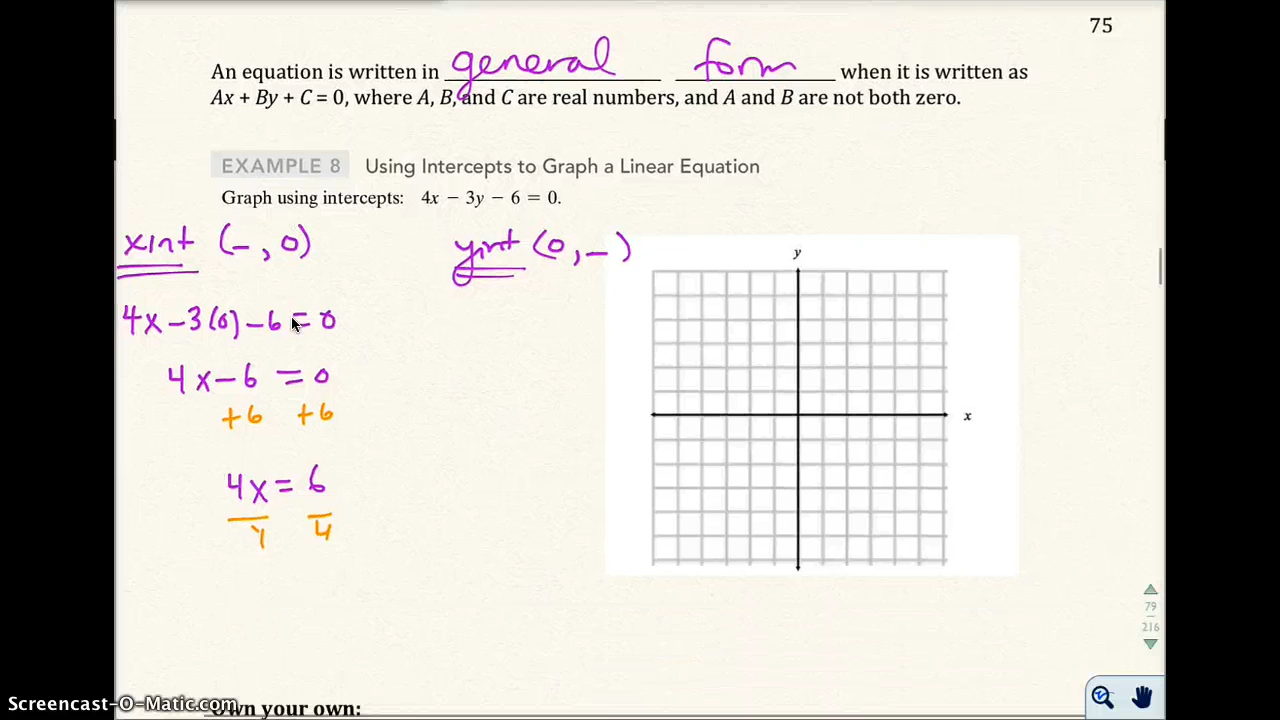 75
An equation is written in general form when it is written as
Ax + By + C = 0, where A, B, and C are real numbers, and A and B are not both zero.
EXAMPLE 8 Using Intercepts to Graph a Linear Equation
Graph using intercepts: 4x − 3y − 6 = 0.
xint (_, 0) yint (0, _)
y
4x − 3(0) − 6 = 0
4x − 6 = 0
+6 +6
x
4x = 6
4 4
79
216
Screencast-O-Matic.com
Own your own: